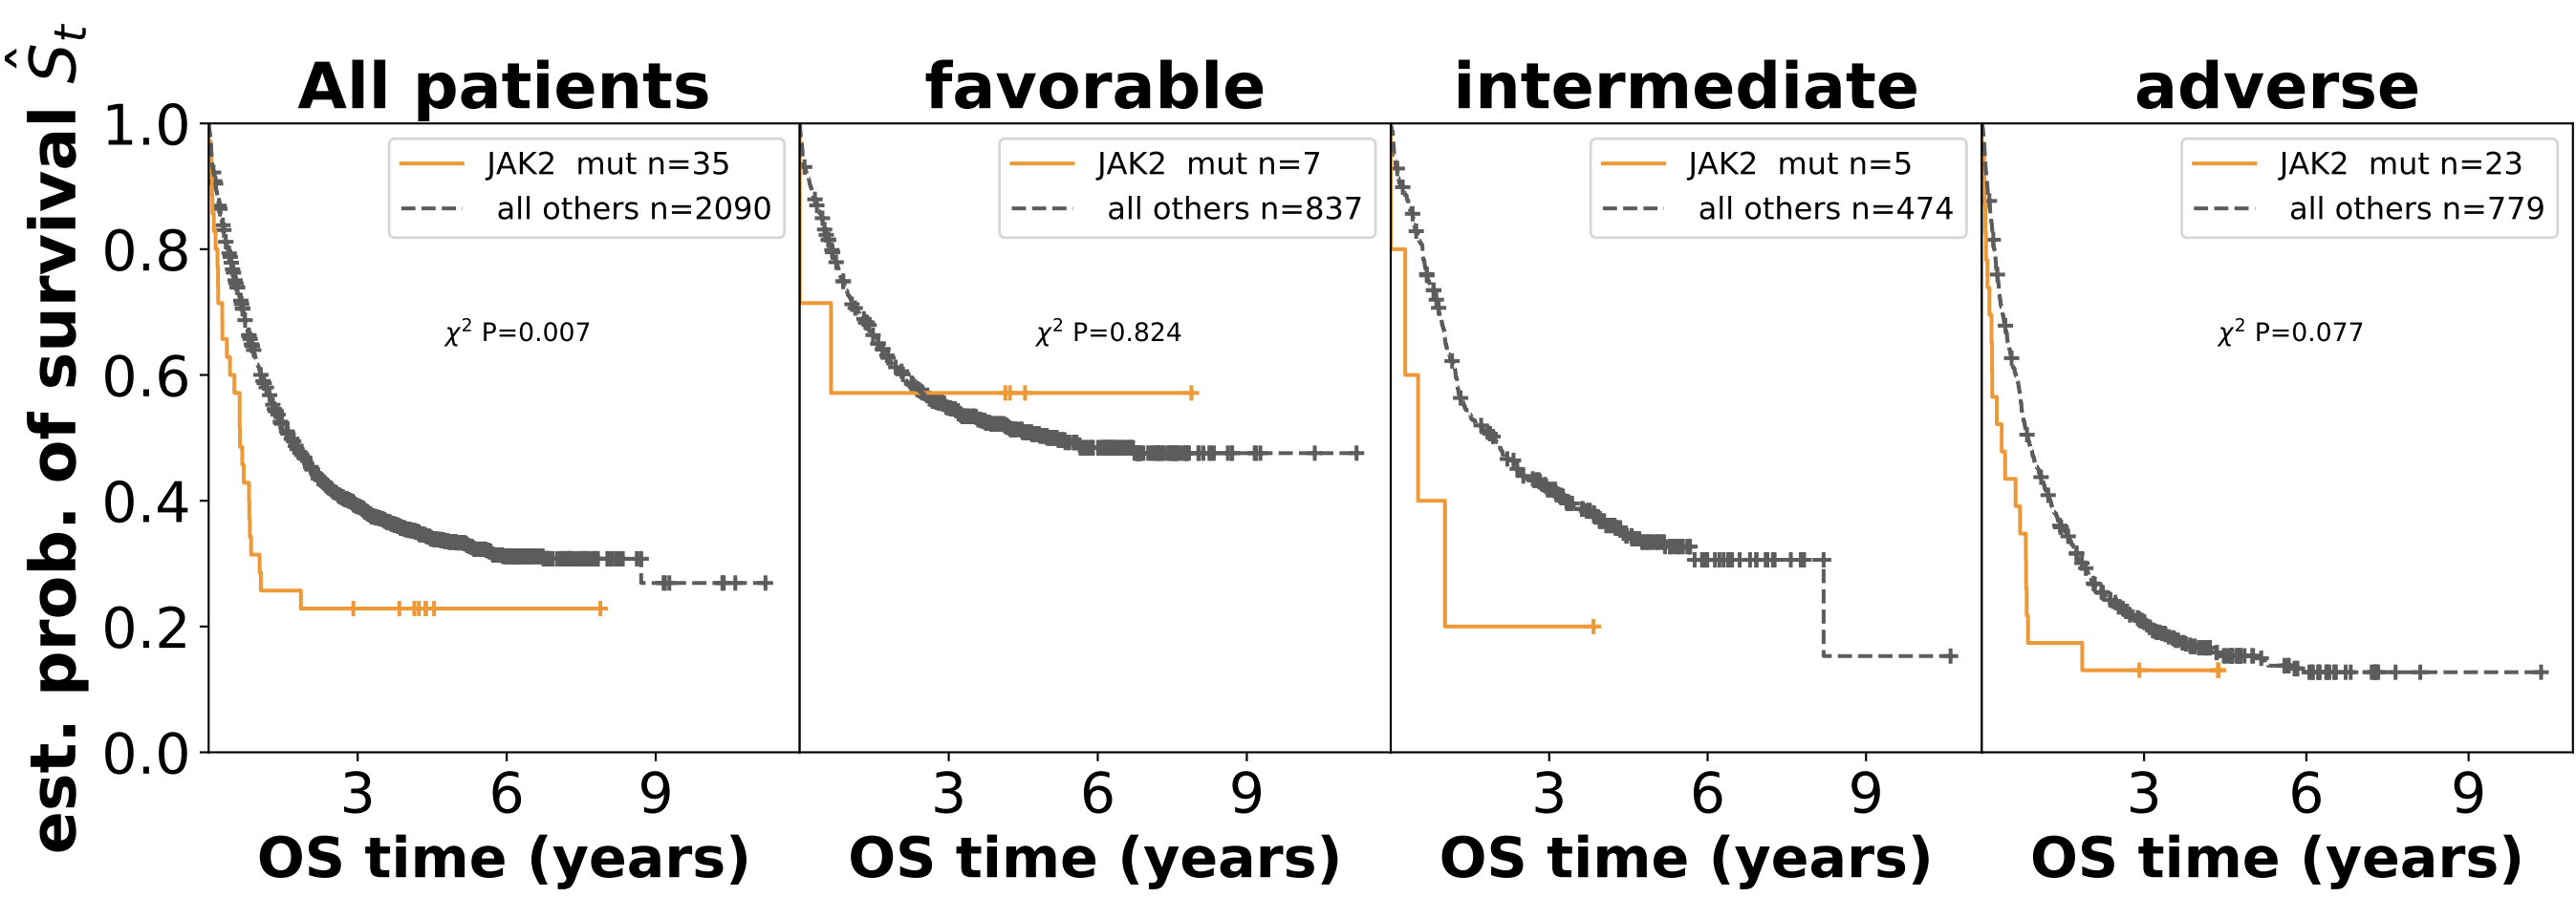 est. prob. of survival Ŝt
All patients
favorable
intermediate
adverse
1.0
0.8
0.6
0.4
0.2
0.0
JAK2 mut n=35
all others n=2090
χ² P=0.007
3 6 9
OS time (years)
JAK2 mut n=7
all others n=837
χ² P=0.824
3 6 9
OS time (years)
JAK2 mut n=5
all others n=474
3 6 9
OS time (years)
JAK2 mut n=23
all others n=779
χ² P=0.077
3 6 9
OS time (years)